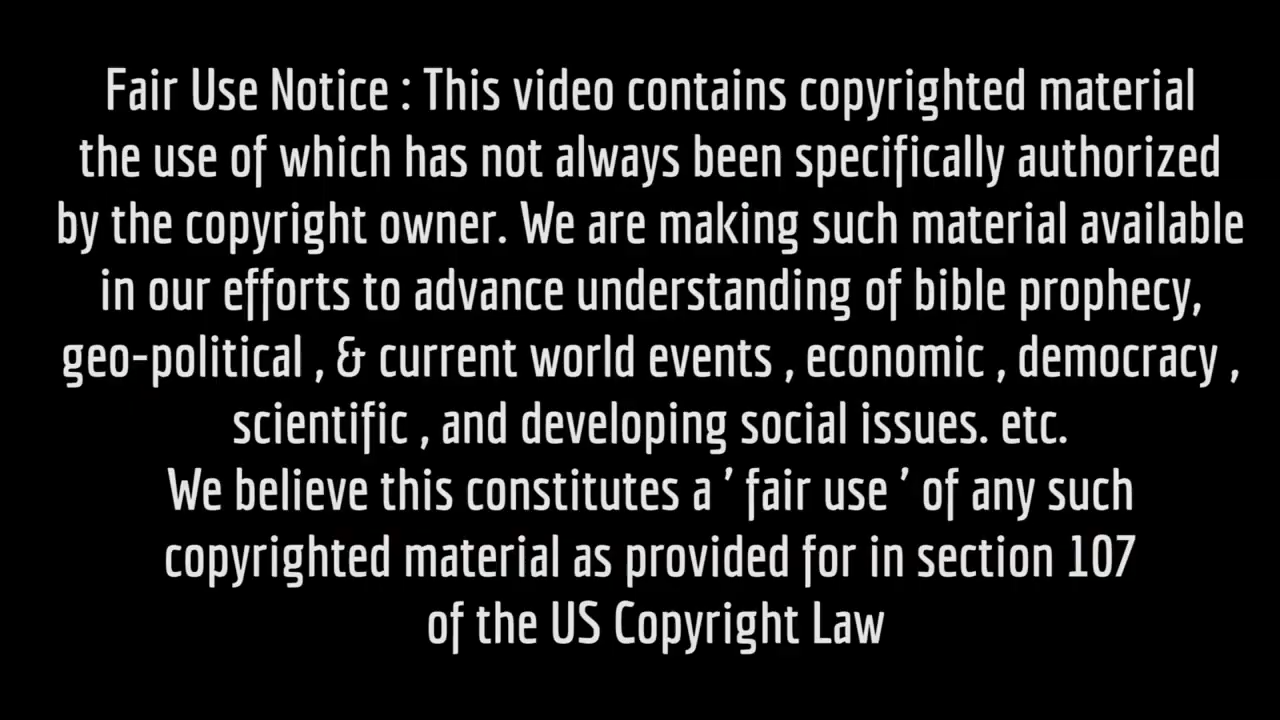 Fair Use Notice : This video contains copyrighted material
the use of which has not always been specifically authorized
by the copyright owner. We are making such material available
in our efforts to advance understanding of bible prophecy,
geo-political , & current world events , economic , democracy ,
scientific , and developing social issues. etc.
We believe this constitutes a ’ fair use ’ of any such
copyrighted material as provided for in section 107
of the US Copyright Law